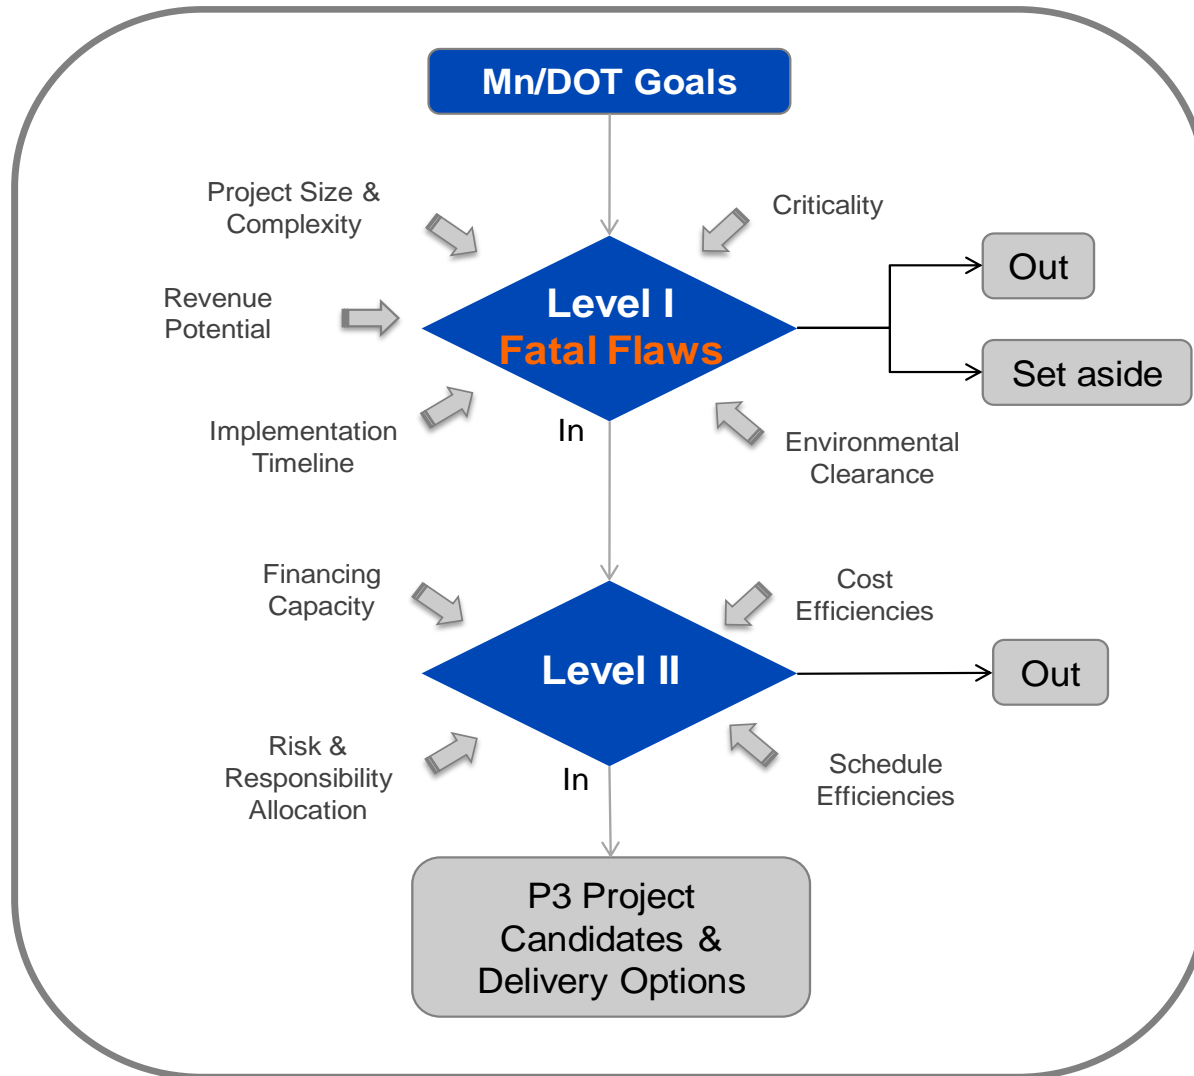 Mn/DOT Goals
Project Size &
Complexity
Criticality
Revenue
Potential
Level I
Fatal Flaws
Out
Set aside
Implementation
Timeline
In
Environmental
Clearance
Financing
Capacity
Cost
Efficiencies
Level II
Out
Risk &
Responsibility
Allocation
In
Schedule
Efficiencies
P3 Project
Candidates &
Delivery Options